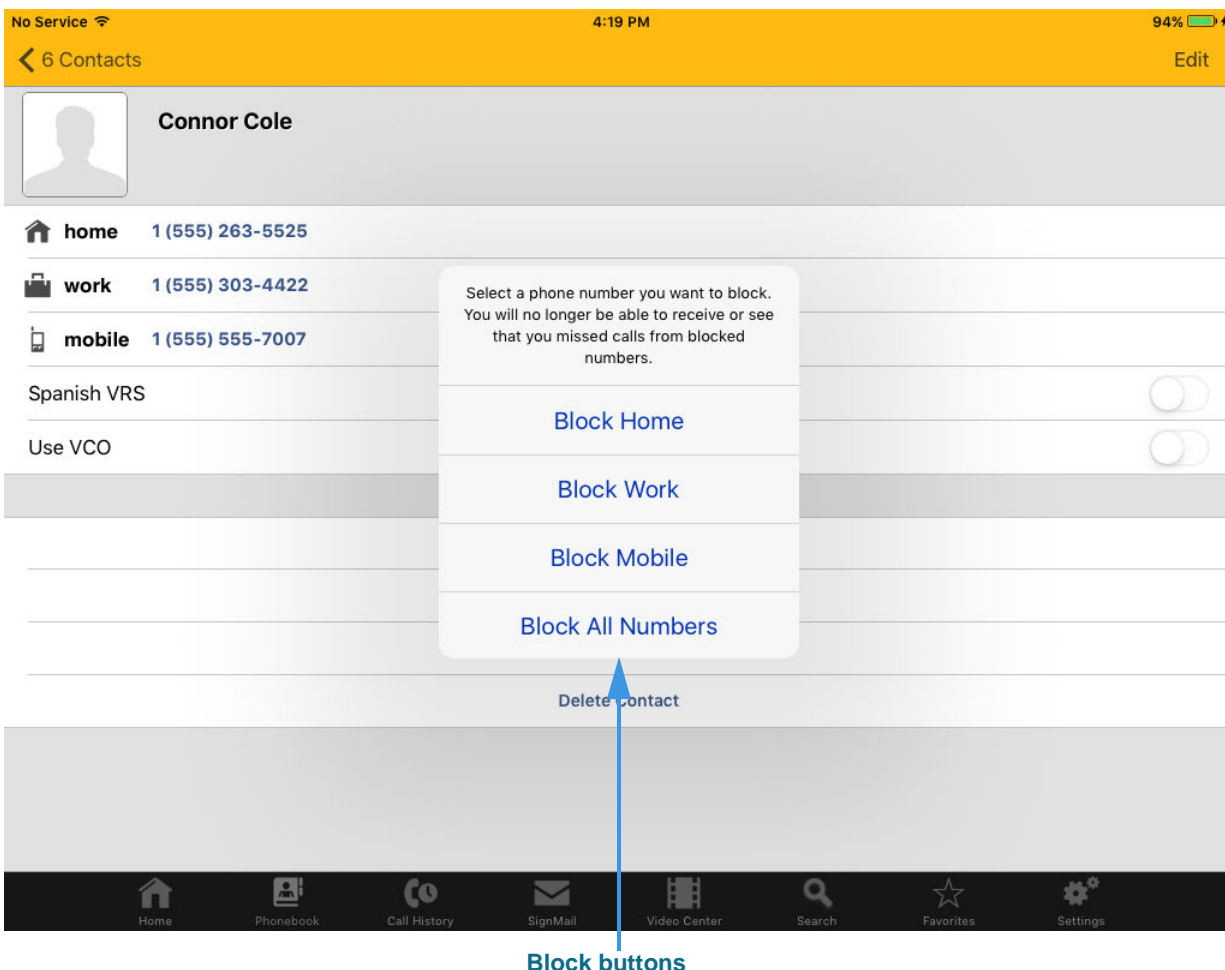 No Service 4:19 PM 94%
6 Contacts Edit
Connor Cole
home 1 (555) 263-5525
work 1 (555) 303-4422
mobile 1 (555) 555-7007
Spanish VRS
Use VCO
Select a phone number you want to block.
You will no longer be able to receive or see
that you missed calls from blocked
numbers.
Block Home
Block Work
Block Mobile
Block All Numbers
Delete Contact
Home Phonebook Call History SignMail Video Center Search Favorites Settings
Block buttons